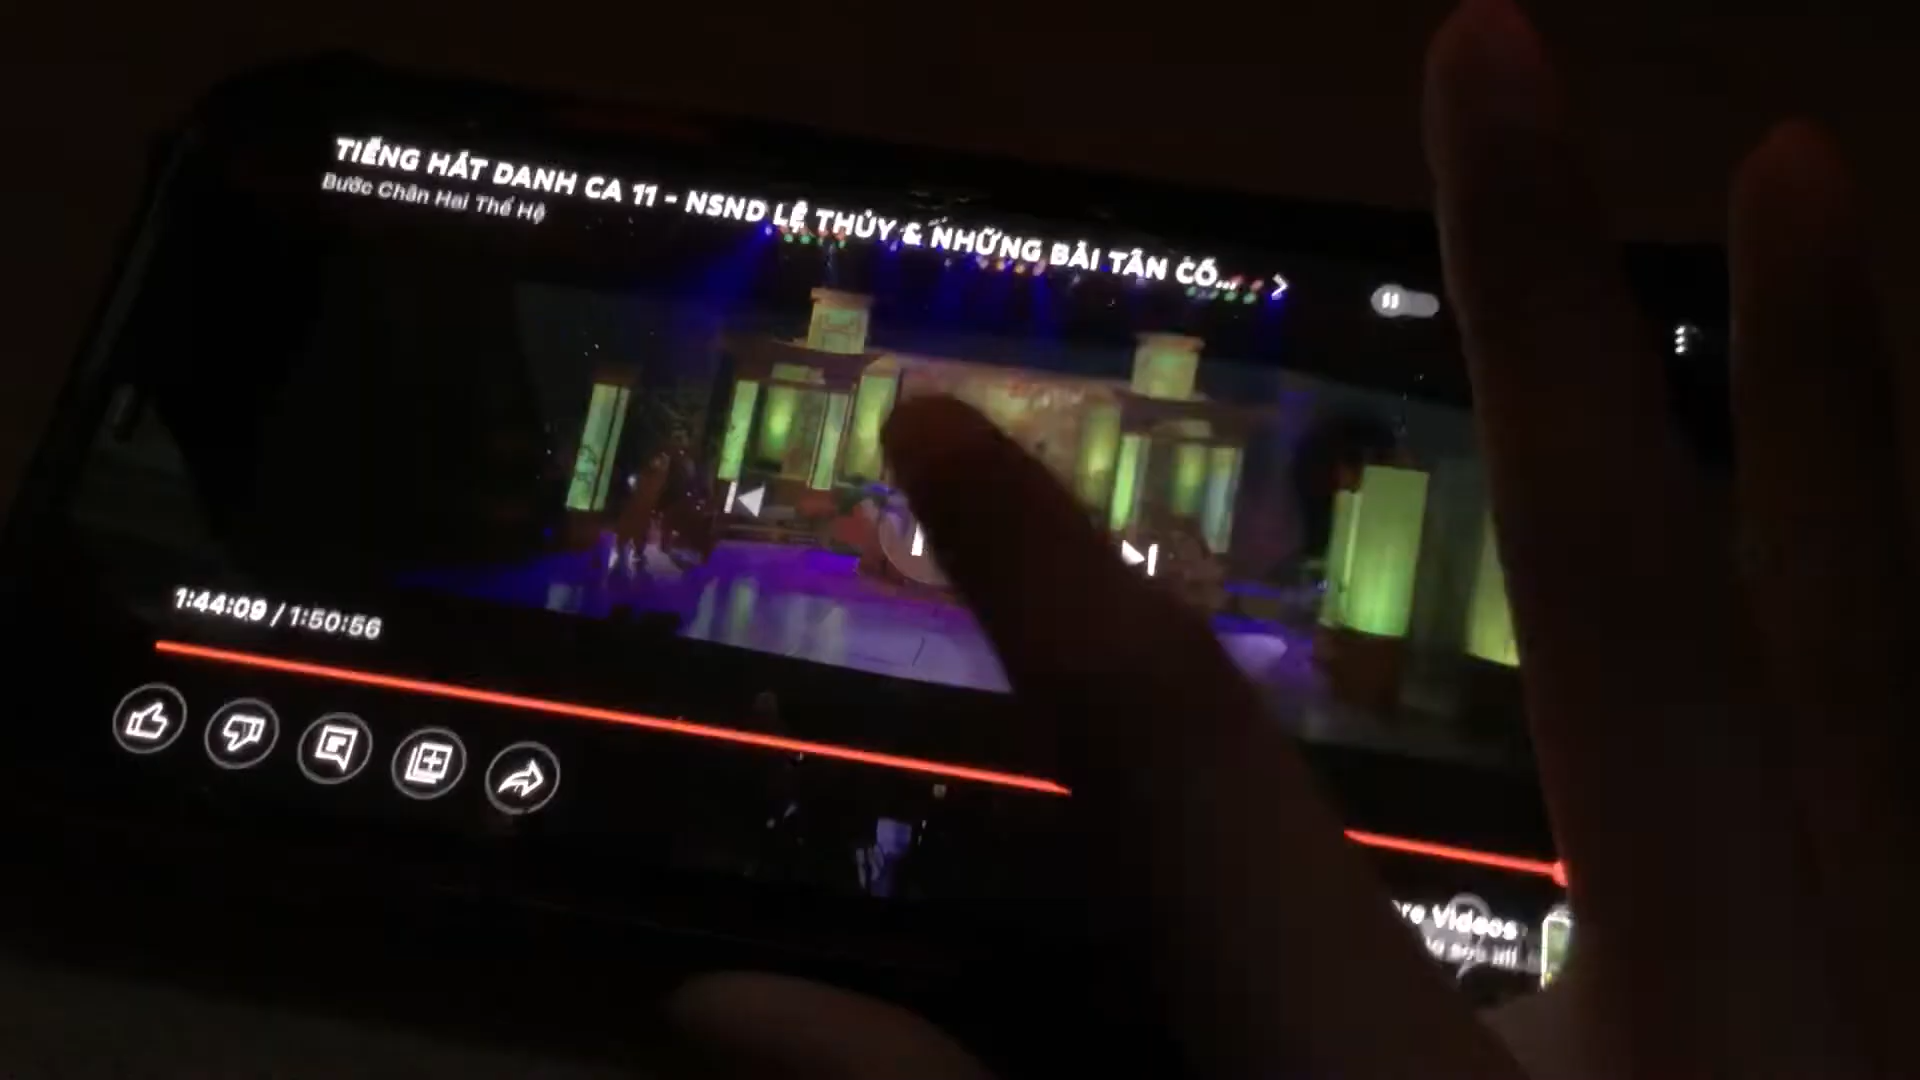 TIẾNG HÁT DANH CA 11 - NSND LỆ THỦY & NHỮNG BÀI TÂN CỔ...
Bước Chân Hai Thế Hệ
1:44:09 / 1:50:56
Videos